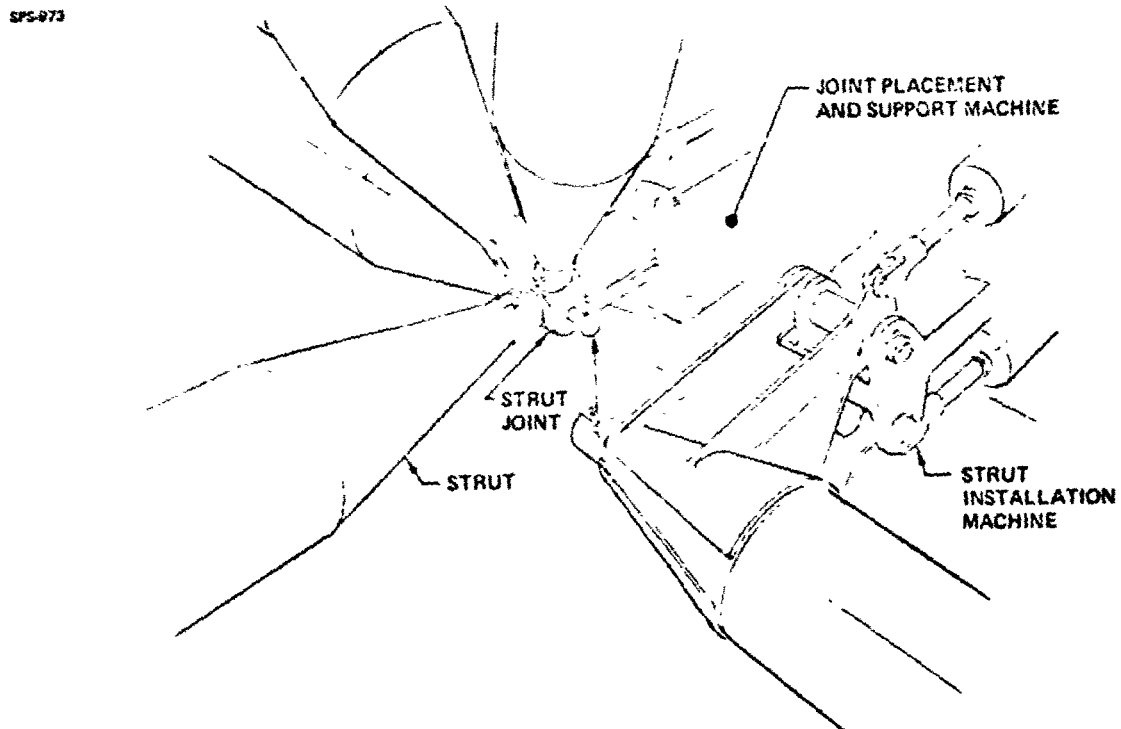 SPS-973
JOINT PLACEMENT
AND SUPPORT MACHINE
STRUT
JOINT
STRUT
STRUT
INSTALLATION
MACHINE